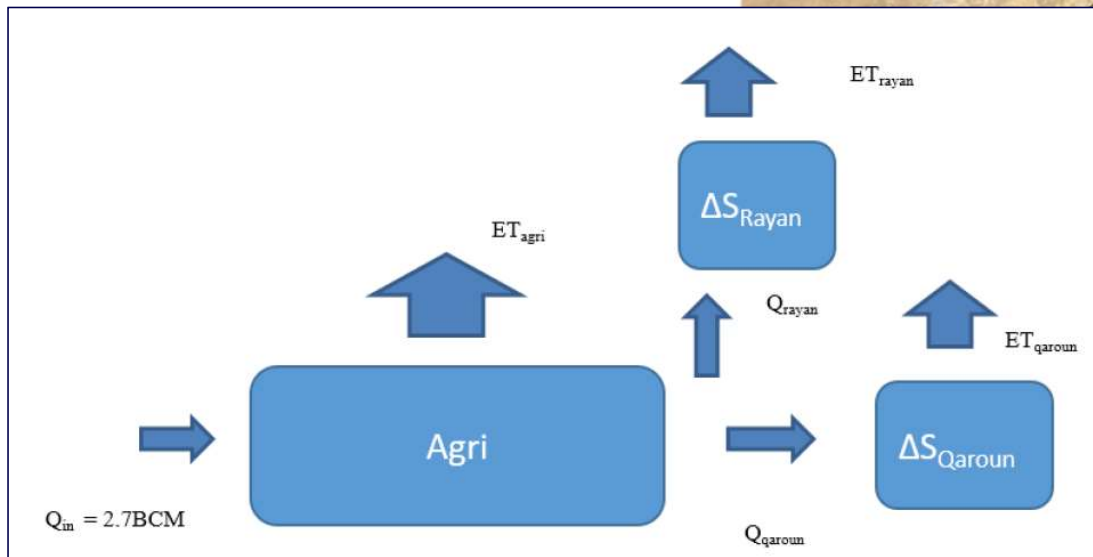 ET_rayan
ΔS_Rayan
ET_agri
Q_rayan
ET_qaroun
Agri
ΔS_Qaroun
Q_in = 2.7BCM
Q_qaroun